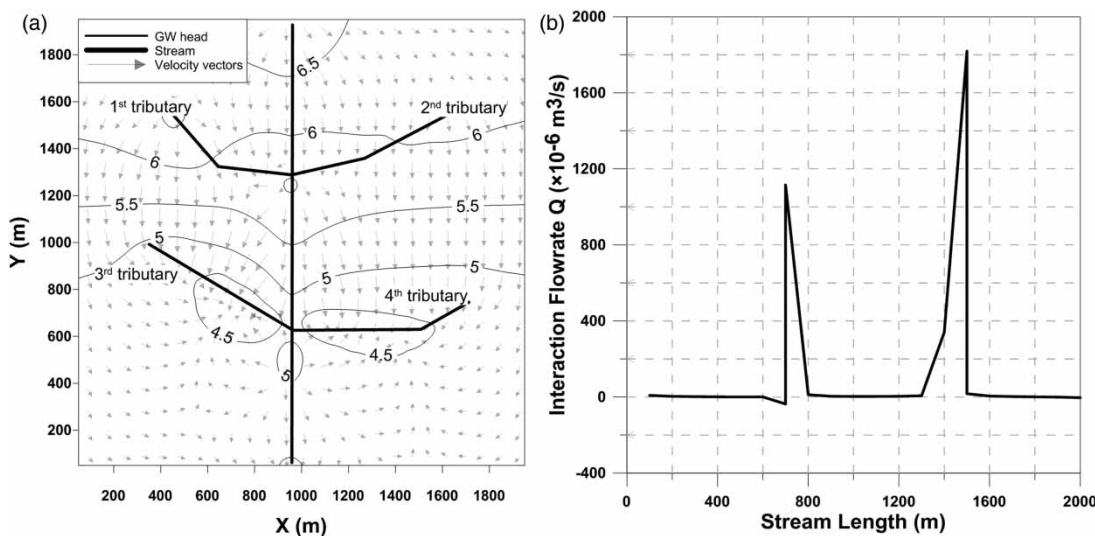 (a)
GW head
Stream
Velocity vectors
6.5
1st tributary
2nd tributary
6
6
6
5.5
5.5
5
5
5
3rd tributary
4th tributary
4.5
4.5
5
1800
1600
1400
1200
1000
800
600
400
200
Y (m)
200 400 600 800 1000 1200 1400 1600 1800
X (m)
(b)
2000
1600
1200
800
400
0
-400
Interaction Flowrate Q (×10-6 m3/s)
0 400 800 1200 1600 2000
Stream Length (m)